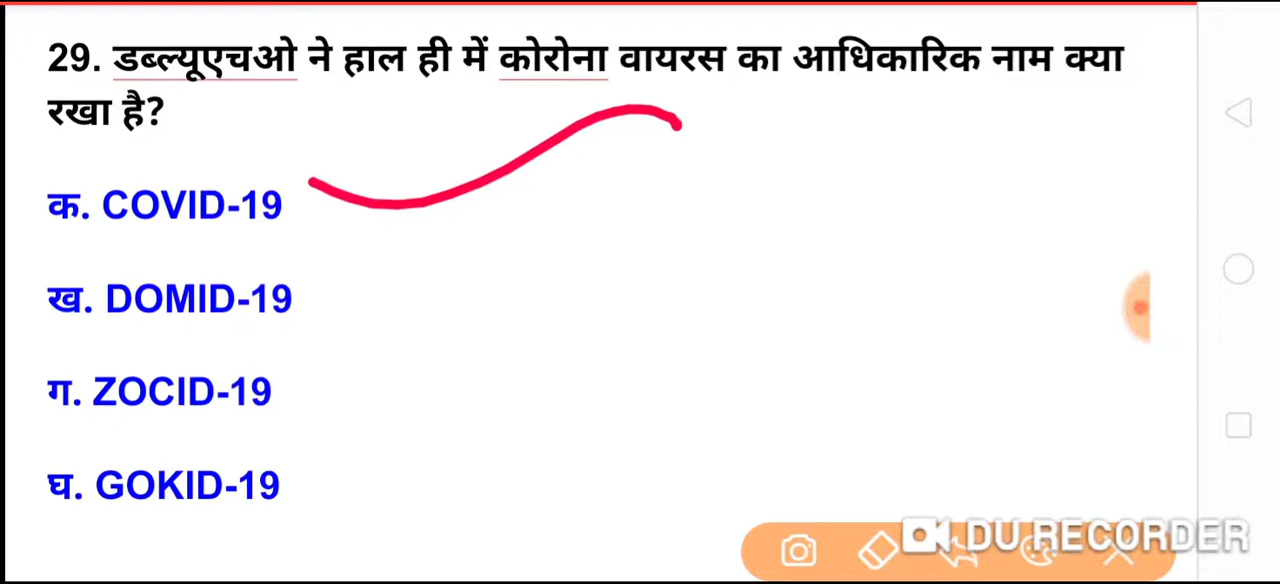 29. डब्ल्यूएचओ ने हाल ही में कोरोना वायरस का आधिकारिक नाम क्या
रखा है?
क. COVID-19
ख. DOMID-19
ग. ZOCID-19
घ. GOKID-19
DU RECORDER